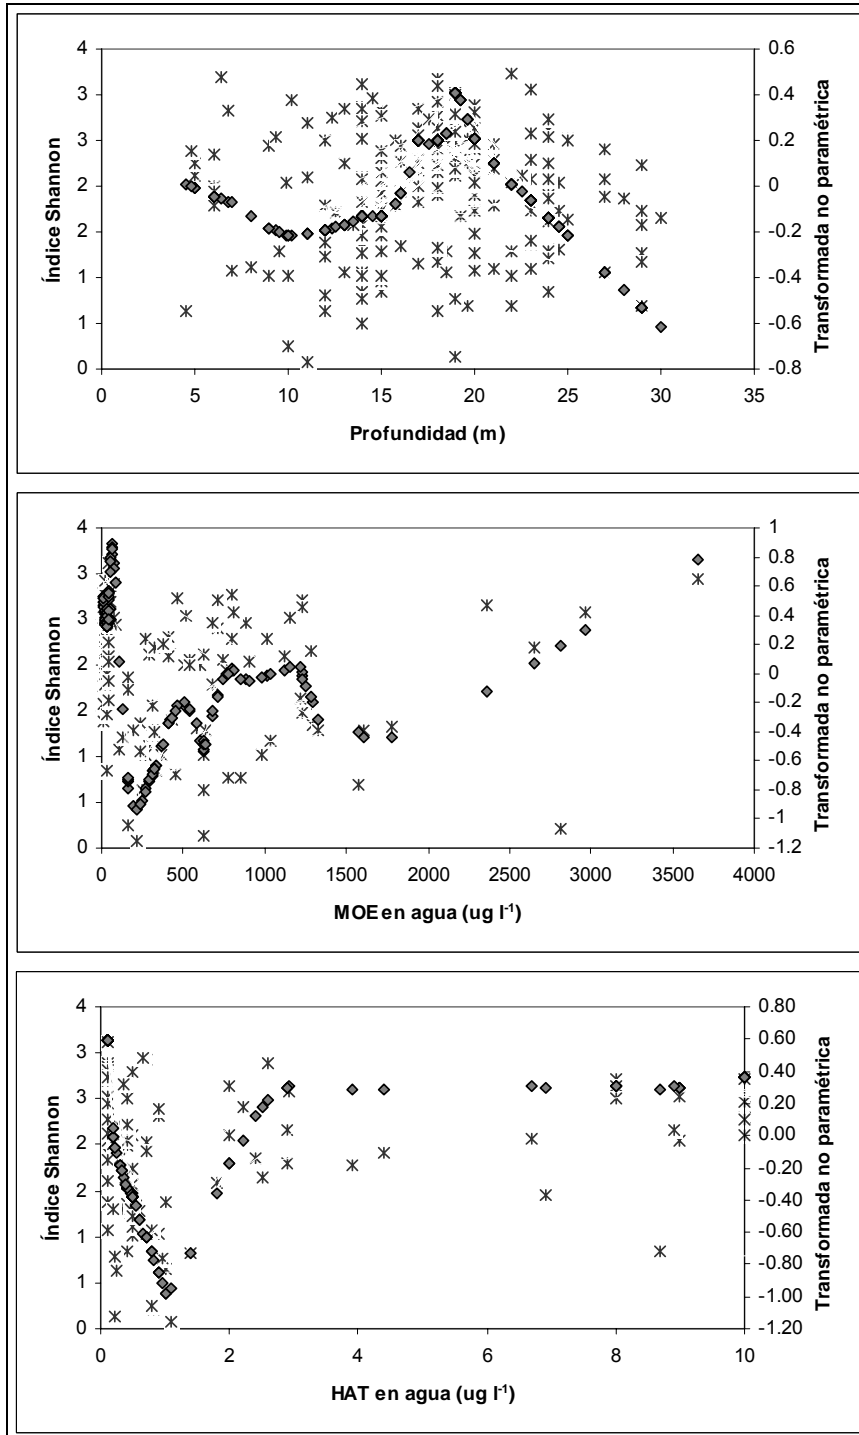 4 0.6
3 0.4
3 0.2
2 0
2 -0.2
1 -0.4
1 -0.6
0 -0.8
0 5 10 15 20 25 30 35
Índice Shannon
Transformada no paramétrica
Profundidad (m)
4 1
3 0.8
3 0.6
2 0.4
2 0.2
1 0
1 -0.2
0 -0.4
-0.6
-0.8
-1
-1.2
0 500 1000 1500 2000 2500 3000 3500 4000
Índice Shannon
Transformada no paramétrica
MOE en agua (ug l-1)
4 0.80
3 0.60
3 0.40
2 0.20
2 0.00
1 -0.20
1 -0.40
0 -0.60
-0.80
-1.00
-1.20
0 2 4 6 8 10
Índice Shannon
Transformada no paramétrica
HAT en agua (ug l-1)